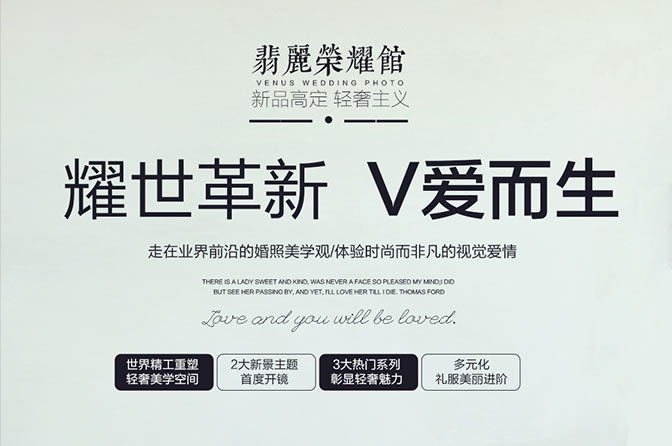 翡麗榮耀館
VENUS WEDDING PHOTO
新品高定 轻奢主义
耀世革新 V爱而生
走在业界前沿的婚照美学观/体验时尚而非凡的视觉爱情
THERE IS A LADY SWEET AND KIND, WAS NEVER A FACE SO PLEASED MY MIND;I DID
BUT SEE HER PASSING BY, AND YET, I'LL LOVE HER TILL I DIE. THOMAS FORD
Love and you will be loved.
世界精工重塑
轻奢美学空间
2大新景主题
首度开镜
3大热门系列
彰显轻奢魅力
多元化
礼服美丽进阶